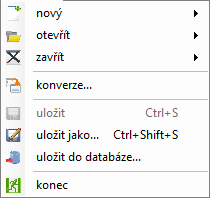 nový
otevřít
zavřít
konverze...
uložit Ctrl+S
uložit jako... Ctrl+Shift+S
uložit do databáze...
konec